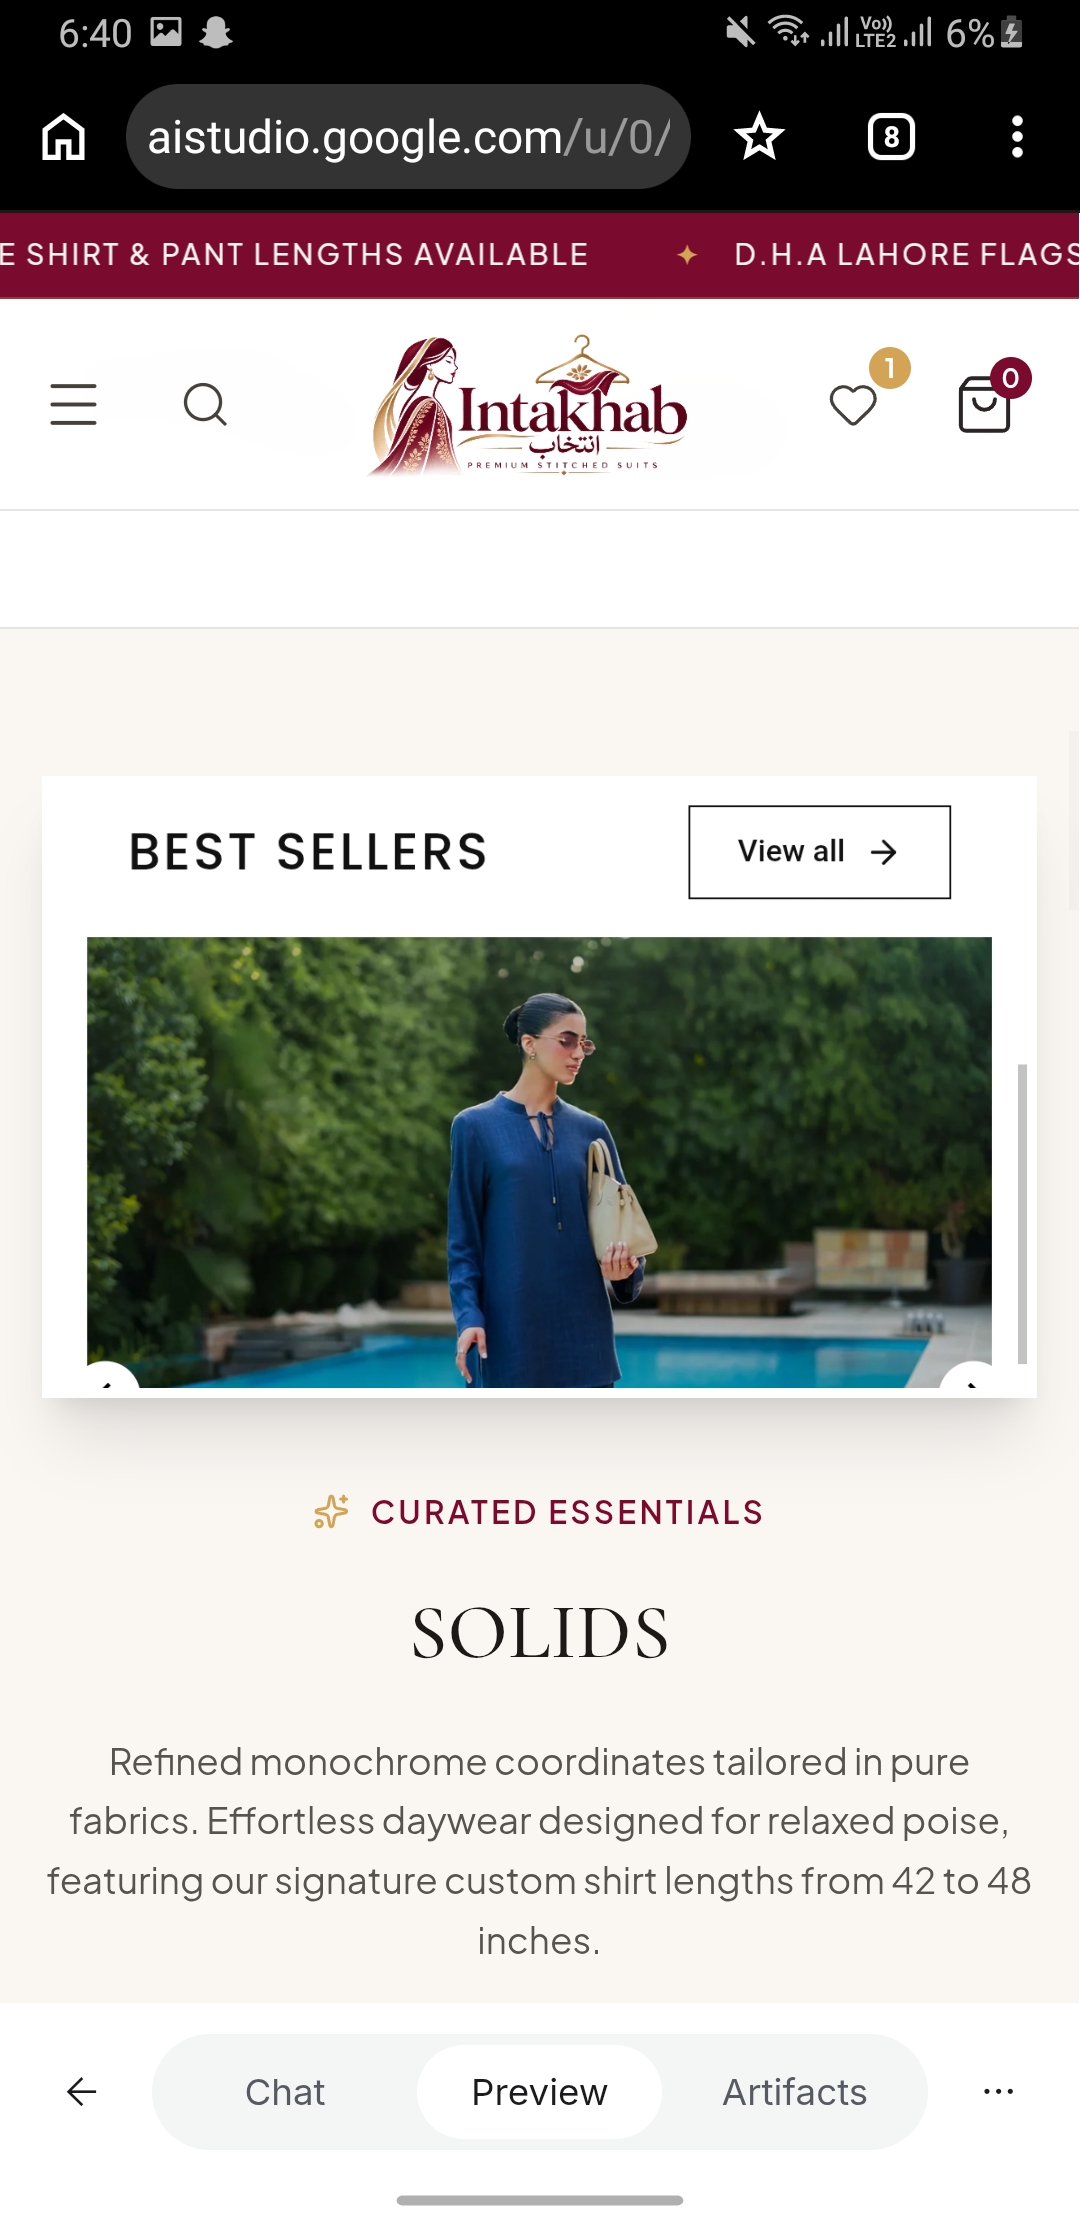 6:40
Vo))
LTE2
6%
aistudio.google.com/u/0/
8
E SHIRT & PANT LENGTHS AVAILABLE ✦ D.H.A LAHORE FLAGS
1
0
Intakhab
انتخاب
PREMIUM STITCHED SUITS
BEST SELLERS
View all →
CURATED ESSENTIALS
SOLIDS
Refined monochrome coordinates tailored in pure
fabrics. Effortless daywear designed for relaxed poise,
featuring our signature custom shirt lengths from 42 to 48
inches.
Chat
Preview
Artifacts